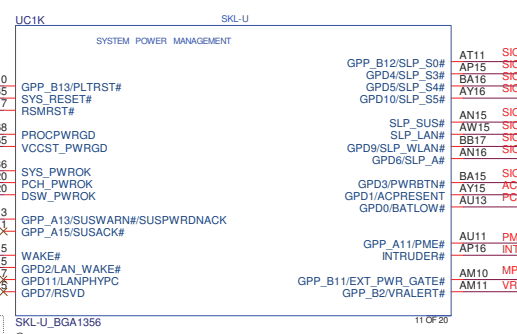 UC1K
SKL-U
SYSTEM POWER MANAGEMENT
GPP_B13/PLTRST#
SYS_RESET#
RSMRST#
PROCPWRGD
VCCST_PWRGD
SYS_PWROK
PCH_PWROK
DSW_PWROK
GPP_A13/SUSWARN#/SUSPWRDNACK
GPP_A15/SUSACK#
WAKE#
GPD2/LAN_WAKE#
GPD11/LANPHYPC
GPD7/RSVD
GPP_B12/SLP_S0# AT11
GPD4/SLP_S3# AP15
GPD5/SLP_S4# BA16
GPD10/SLP_S5# AY16
SLP_SUS# AN15
SLP_LAN# AW15
GPD9/SLP_WLAN# BB17
GPD6/SLP_A# AN16
GPD3/PWRBTN# BA15
GPD1/ACPRESENT AY15
GPD0/BATLOW# AU13
GPP_A11/PME# AU11
INTRUDER# AP16
GPP_B11/EXT_PWR_GATE# AM10
GPP_B2/VRALERT# AM11
SKL-U_BGA1356
11 OF 20